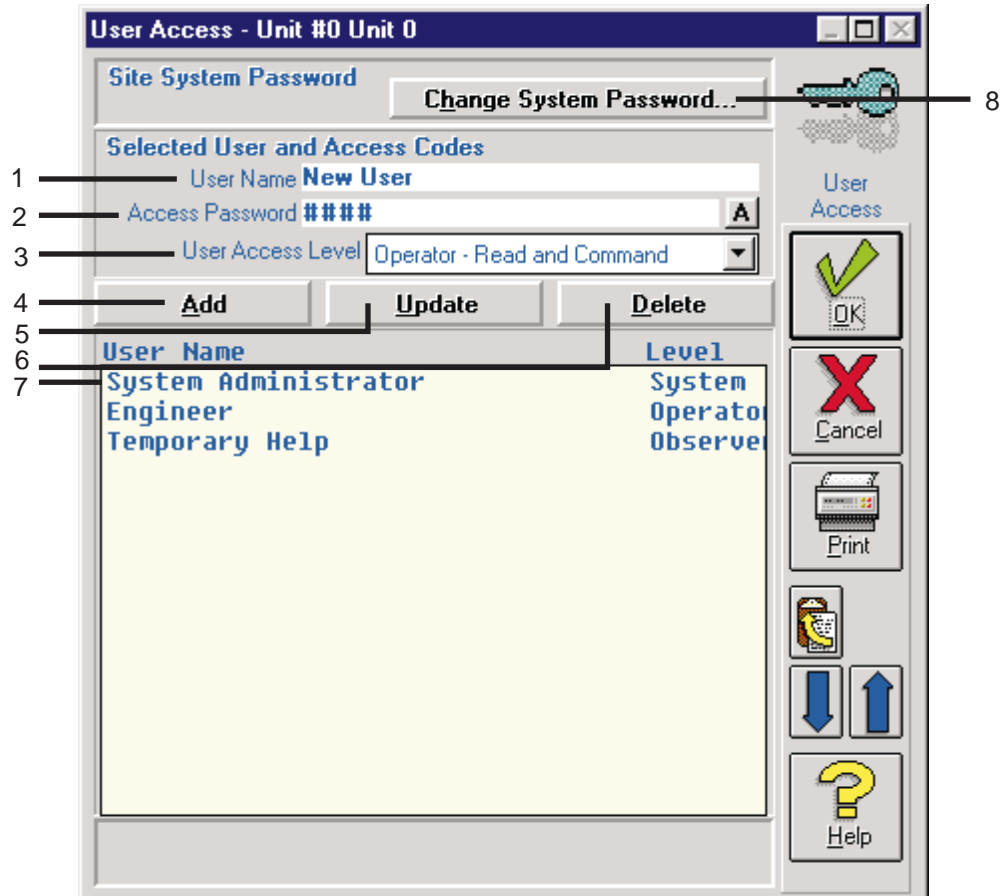 User Access - Unit #0 Unit 0
Site System Password
Change System Password...
8
Selected User and Access Codes
1
User Name New User
User
Access
2
Access Password #### A
3
User Access Level Operator - Read and Command
4
Add Update Delete
OK
5
6
User Name Level
7
System Administrator System
Engineer Operato
Temporary Help Observe
Cancel
Print
Help